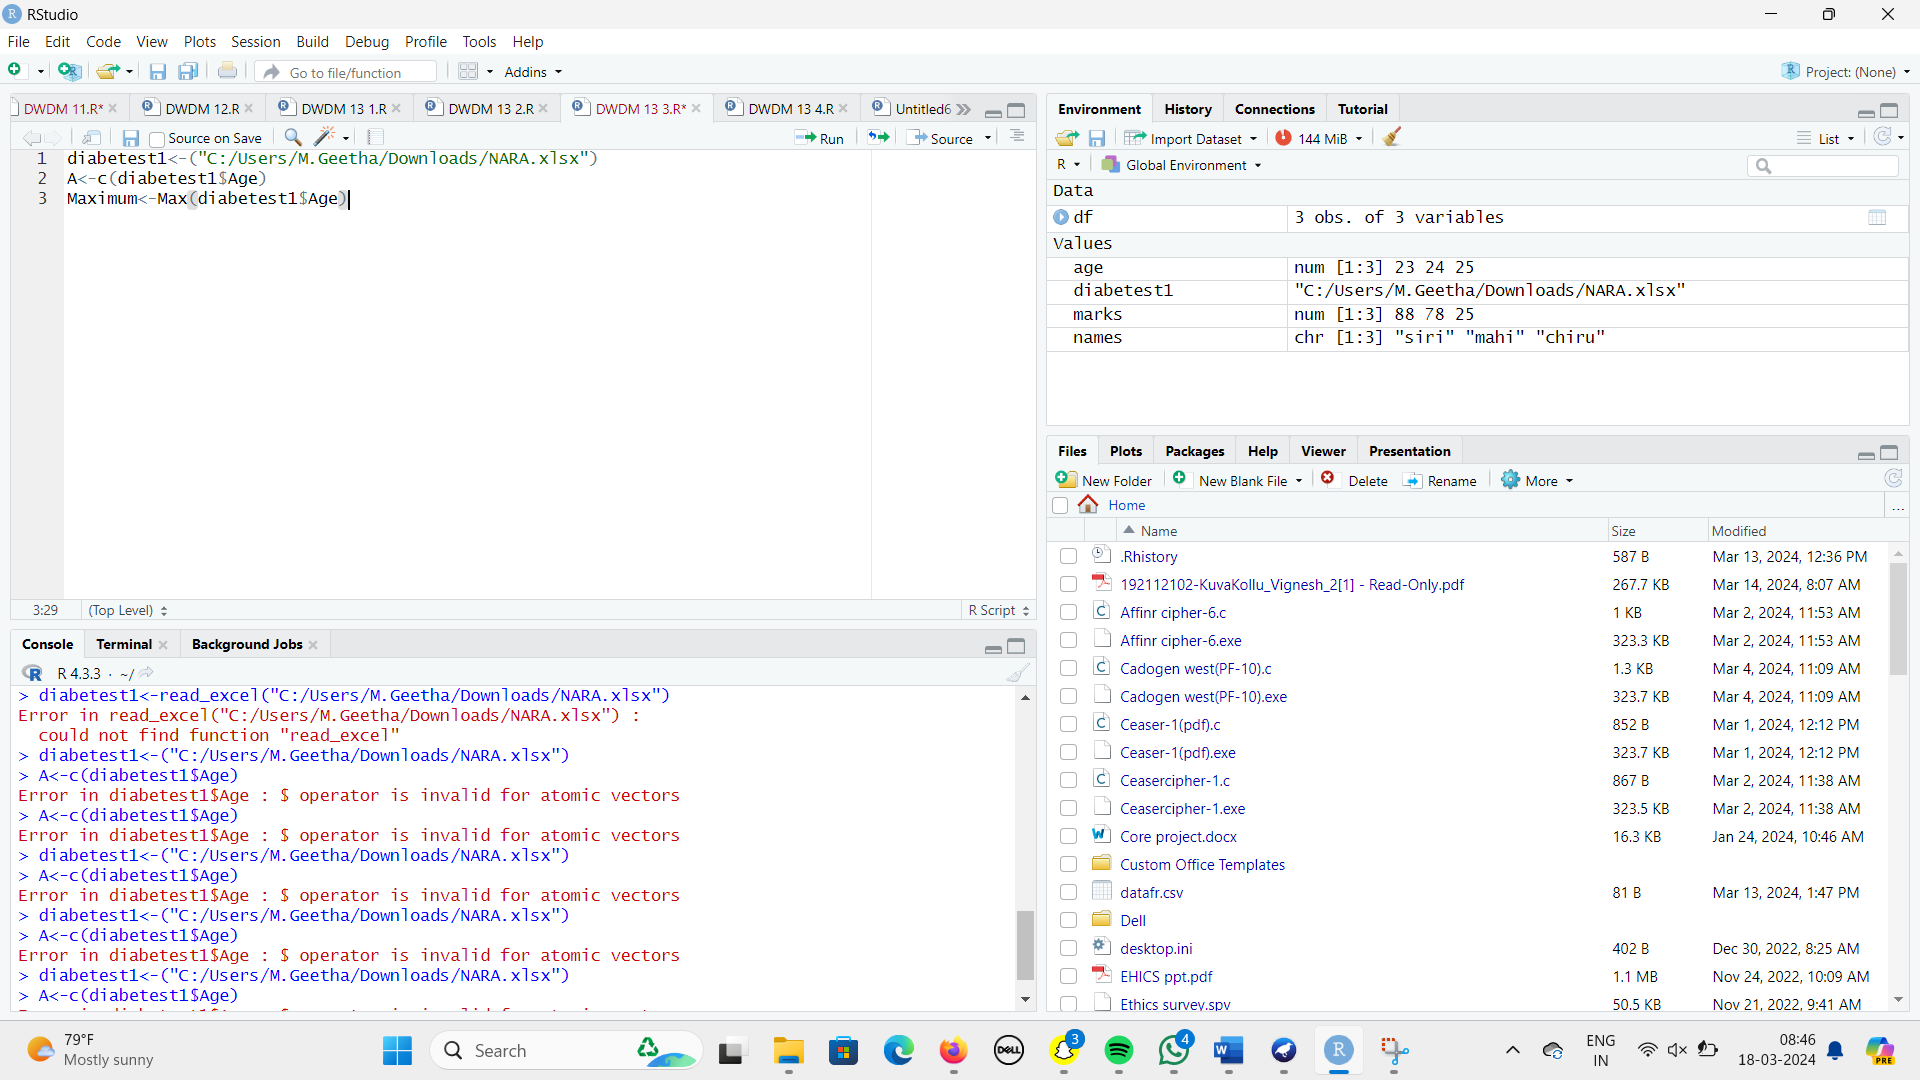 RStudio
File Edit Code View Plots Session Build Debug Profile Tools Help
Go to file/function Addins Project: (None)
DWDM 11.R* DWDM 12.R DWDM 13 1.R DWDM 13 2.R DWDM 13 3.R* DWDM 13 4.R Untitled6
Source on Save Run Source
1 diabetest1<-("C:/Users/M.Geetha/Downloads/NARA.xlsx")
2 A<-c(diabetest1$Age)
3 Maximum<-Max(diabetest1$Age)
3:29 (Top Level) R Script
Console Terminal Background Jobs
R 4.3.3 · ~/
> diabetest1<-read_excel("C:/Users/M.Geetha/Downloads/NARA.xlsx")
Error in read_excel("C:/Users/M.Geetha/Downloads/NARA.xlsx") :
could not find function "read_excel"
> diabetest1<-("C:/Users/M.Geetha/Downloads/NARA.xlsx")
> A<-c(diabetest1$Age)
Error in diabetest1$Age : $ operator is invalid for atomic vectors
> A<-c(diabetest1$Age)
Error in diabetest1$Age : $ operator is invalid for atomic vectors
> diabetest1<-("C:/Users/M.Geetha/Downloads/NARA.xlsx")
> A<-c(diabetest1$Age)
Error in diabetest1$Age : $ operator is invalid for atomic vectors
> diabetest1<-("C:/Users/M.Geetha/Downloads/NARA.xlsx")
> A<-c(diabetest1$Age)
Error in diabetest1$Age : $ operator is invalid for atomic vectors
> diabetest1<-("C:/Users/M.Geetha/Downloads/NARA.xlsx")
> A<-c(diabetest1$Age)
Environment History Connections Tutorial
Import Dataset 144 MiB List
R Global Environment
Data
df 3 obs. of 3 variables
Values
age num [1:3] 23 24 25
diabetest1 "C:/Users/M.Geetha/Downloads/NARA.xlsx"
marks num [1:3] 88 78 25
names chr [1:3] "siri" "mahi" "chiru"
Files Plots Packages Help Viewer Presentation
New Folder New Blank File Delete Rename More
Home ...
Name Size Modified
.Rhistory 587 B Mar 13, 2024, 12:36 PM
192112102-KuvaKollu_Vignesh_2[1] - Read-Only.pdf 267.7 KB Mar 14, 2024, 8:07 AM
Affinr cipher-6.c 1 KB Mar 2, 2024, 11:53 AM
Affinr cipher-6.exe 323.3 KB Mar 2, 2024, 11:53 AM
Cadogen west(PF-10).c 1.3 KB Mar 4, 2024, 11:09 AM
Cadogen west(PF-10).exe 323.7 KB Mar 4, 2024, 11:09 AM
Ceaser-1(pdf).c 852 B Mar 1, 2024, 12:12 PM
Ceaser-1(pdf).exe 323.7 KB Mar 1, 2024, 12:12 PM
Ceasercipher-1.c 867 B Mar 2, 2024, 11:38 AM
Ceasercipher-1.exe 323.5 KB Mar 2, 2024, 11:38 AM
Core project.docx 16.3 KB Jan 24, 2024, 10:46 AM
Custom Office Templates
datafr.csv 81 B Mar 13, 2024, 1:47 PM
Dell
desktop.ini 402 B Dec 30, 2022, 8:25 AM
EHICS ppt.pdf 1.1 MB Nov 24, 2022, 10:09 AM
Ethics survey.spv 50.5 KB Nov 21, 2022, 9:41 AM
79°F
Mostly sunny
Search
DELL
3
4
ENG
IN
08:46
18-03-2024
PRE